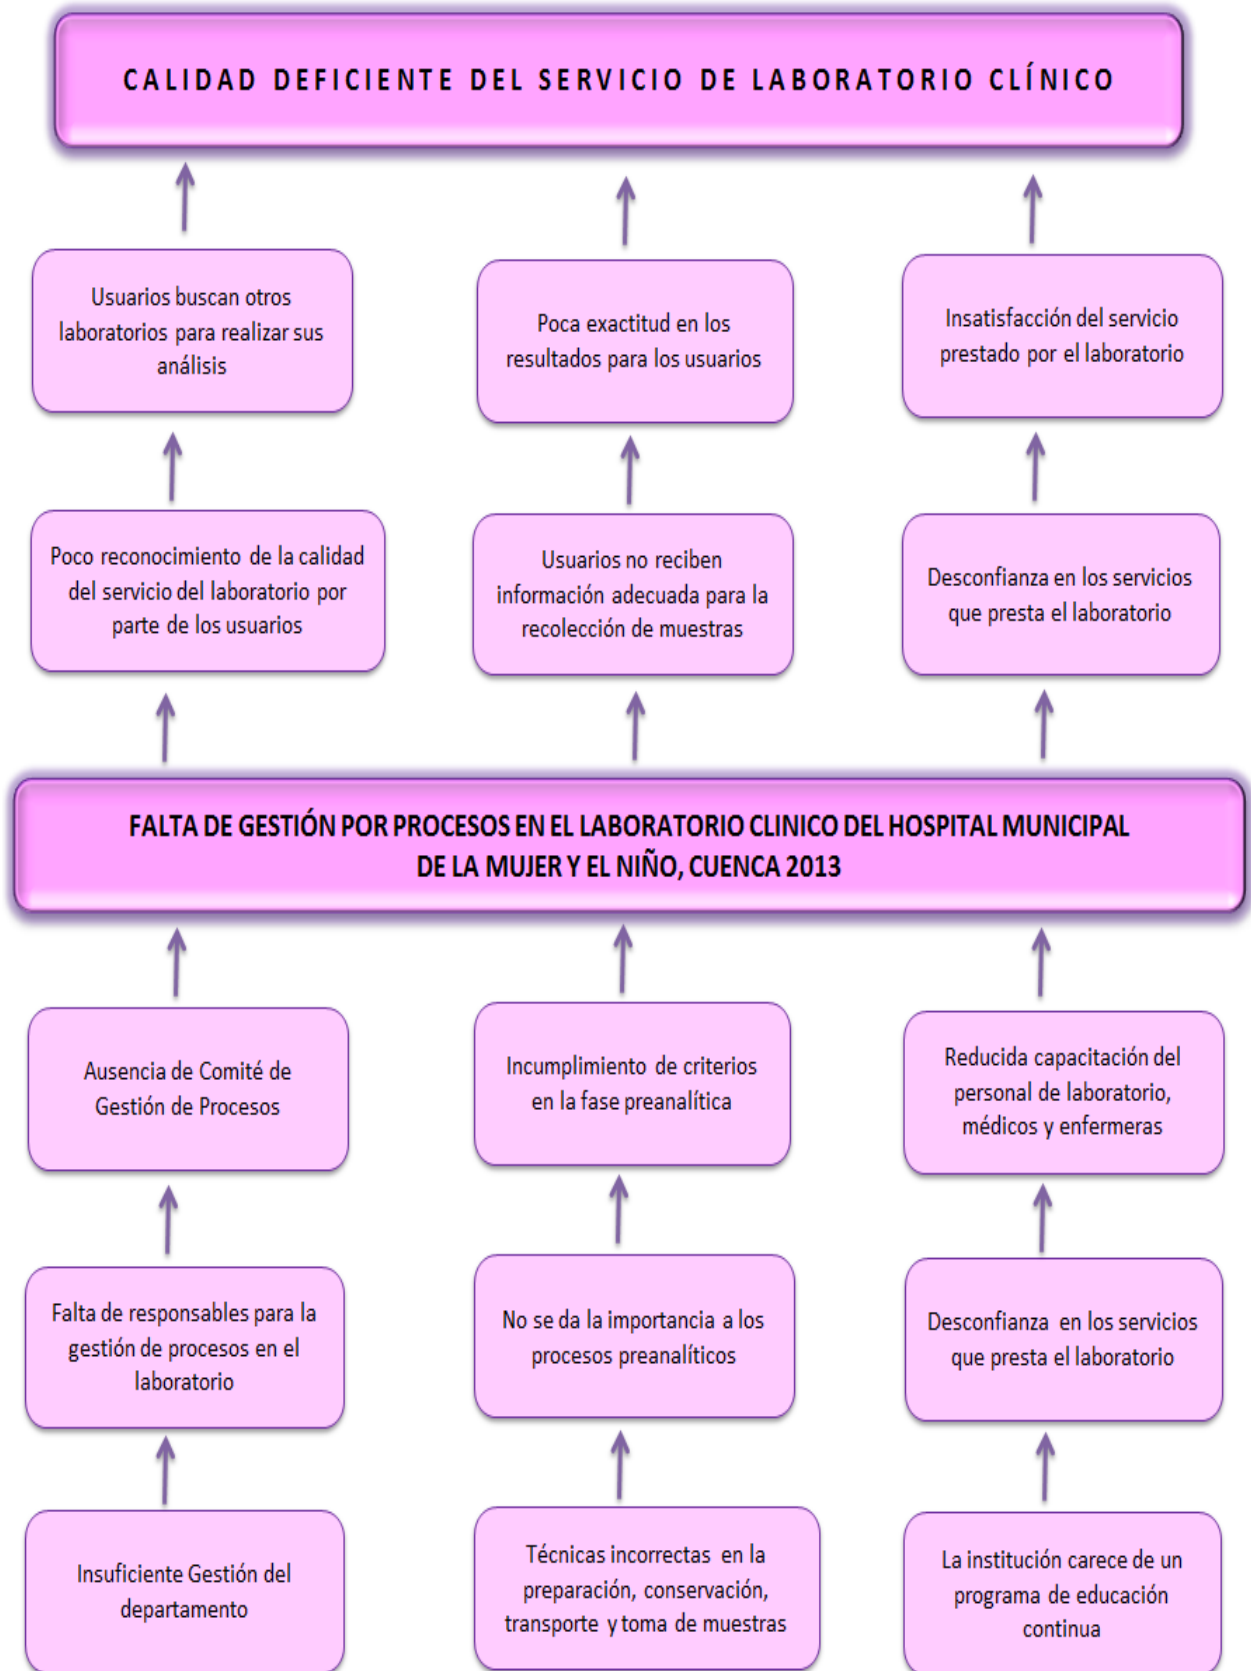 CALIDAD DEFICIENTE DEL SERVICIO DE LABORATORIO CLÍNICO
Usuarios buscan otros
laboratorios para realizar sus
análisis
Poca exactitud en los
resultados para los usuarios
Insatisfacción del servicio
prestado por el laboratorio
Poco reconocimiento de la calidad
del servicio del laboratorio por
parte de los usuarios
Usuarios no reciben
información adecuada para la
recolección de muestras
Desconfianza en los servicios
que presta el laboratorio
FALTA DE GESTIÓN POR PROCESOS EN EL LABORATORIO CLINICO DEL HOSPITAL MUNICIPAL
DE LA MUJER Y EL NIÑO, CUENCA 2013
Ausencia de Comité de
Gestión de Procesos
Incumplimiento de criterios
en la fase preanalítica
Reducida capacitación del
personal de laboratorio,
médicos y enfermeras
Falta de responsables para la
gestión de procesos en el
laboratorio
No se da la importancia a los
procesos preanalíticos
Desconfianza en los servicios
que presta el laboratorio
Insuficiente Gestión del
departamento
Técnicas incorrectas en la
preparación, conservación,
transporte y toma de muestras
La institución carece de un
programa de educación
continua